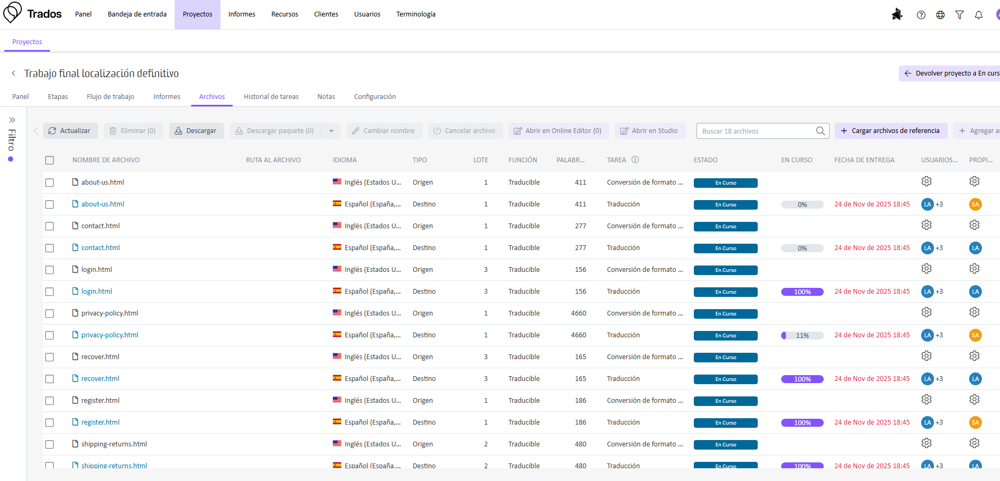 Trados Panel Bandeja de entrada Proyectos Informes Recursos Clientes Usuarios Terminología
Proyectos
Trabajo final localización definitivo
Devolver proyecto a En curs
Panel Etapas Flujo de trabajo Informes Archivos Historial de tareas Notas Configuración
Filtro
Actualizar Eliminar (0) Descargar Descargar paquete (0) Cambiar nombre Cancelar archivo Abrir en Online Editor (0) Abrir en Studio Buscar 18 archivos + Cargar archivos de referencia + Agregar a
NOMBRE DE ARCHIVO RUTA AL ARCHIVO IDIOMA TIPO LOTE FUNCIÓN PALABR... TAREA ESTADO EN CURSO FECHA DE ENTREGA USUARIOS... PROPI...
about-us.html Inglés (Estados U... Origen 1 Traducible 411 Conversión de formato ... En Curso
about-us.html Español (España,... Destino 1 Traducible 411 Traducción En Curso 0% 24 de Nov de 2025 18:45 LA +3 SA
contact.html Inglés (Estados U... Origen 1 Traducible 277 Conversión de formato ... En Curso
contact.html Español (España,... Destino 1 Traducible 277 Traducción En Curso 0% 24 de Nov de 2025 18:45 LA +3 LA
login.html Inglés (Estados U... Origen 3 Traducible 156 Conversión de formato ... En Curso
login.html Español (España,... Destino 3 Traducible 156 Traducción En Curso 100% 24 de Nov de 2025 18:45 LA +3 LA
privacy-policy.html Inglés (Estados U... Origen 1 Traducible 4660 Conversión de formato ... En Curso
privacy-policy.html Español (España,... Destino 1 Traducible 4660 Traducción En Curso 11% 24 de Nov de 2025 18:45 LA +3 SA
recover.html Inglés (Estados U... Origen 3 Traducible 165 Conversión de formato ... En Curso
recover.html Español (España,... Destino 3 Traducible 165 Traducción En Curso 100% 24 de Nov de 2025 18:45 LA +3 LA
register.html Inglés (Estados U... Origen 1 Traducible 186 Conversión de formato ... En Curso
register.html Español (España,... Destino 1 Traducible 186 Traducción En Curso 100% 24 de Nov de 2025 18:45 LA +3 SA
shipping-returns.html Inglés (Estados U... Origen 2 Traducible 480 Conversión de formato ... En Curso
shipping-returns.html Español (España,... Destino 2 Traducible 480 Traducción En Curso 100% 24 de Nov de 2025 18:45 LA +3 LA